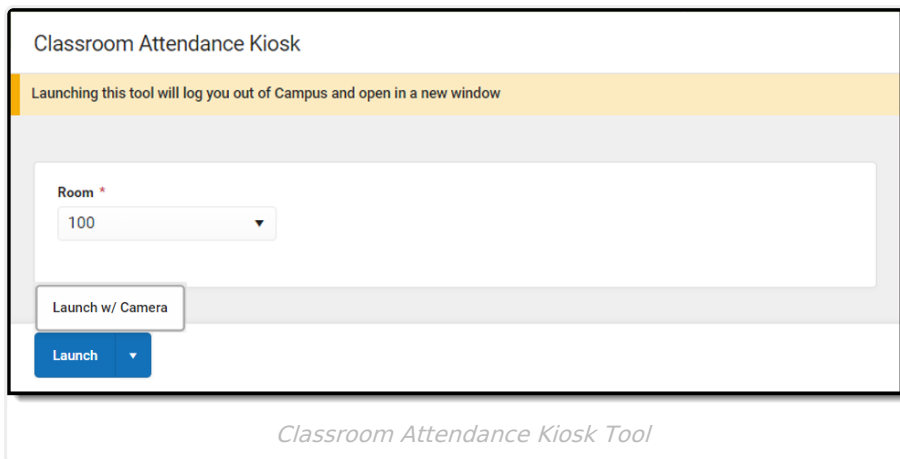 Classroom Attendance Kiosk
Launching this tool will log you out of Campus and open in a new window
Room *
100
Launch w/ Camera
Launch
Classroom Attendance Kiosk Tool